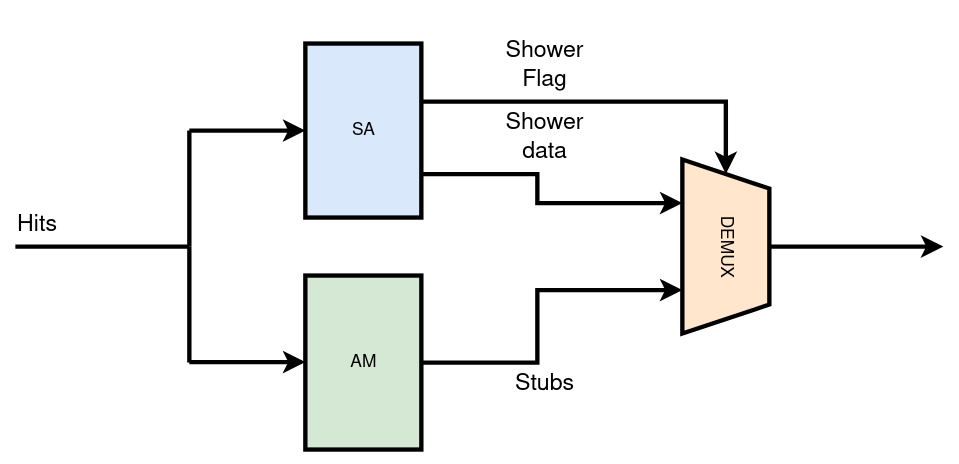 Shower
Flag
SA
Shower
data
Hits
DEMUX
AM
Stubs